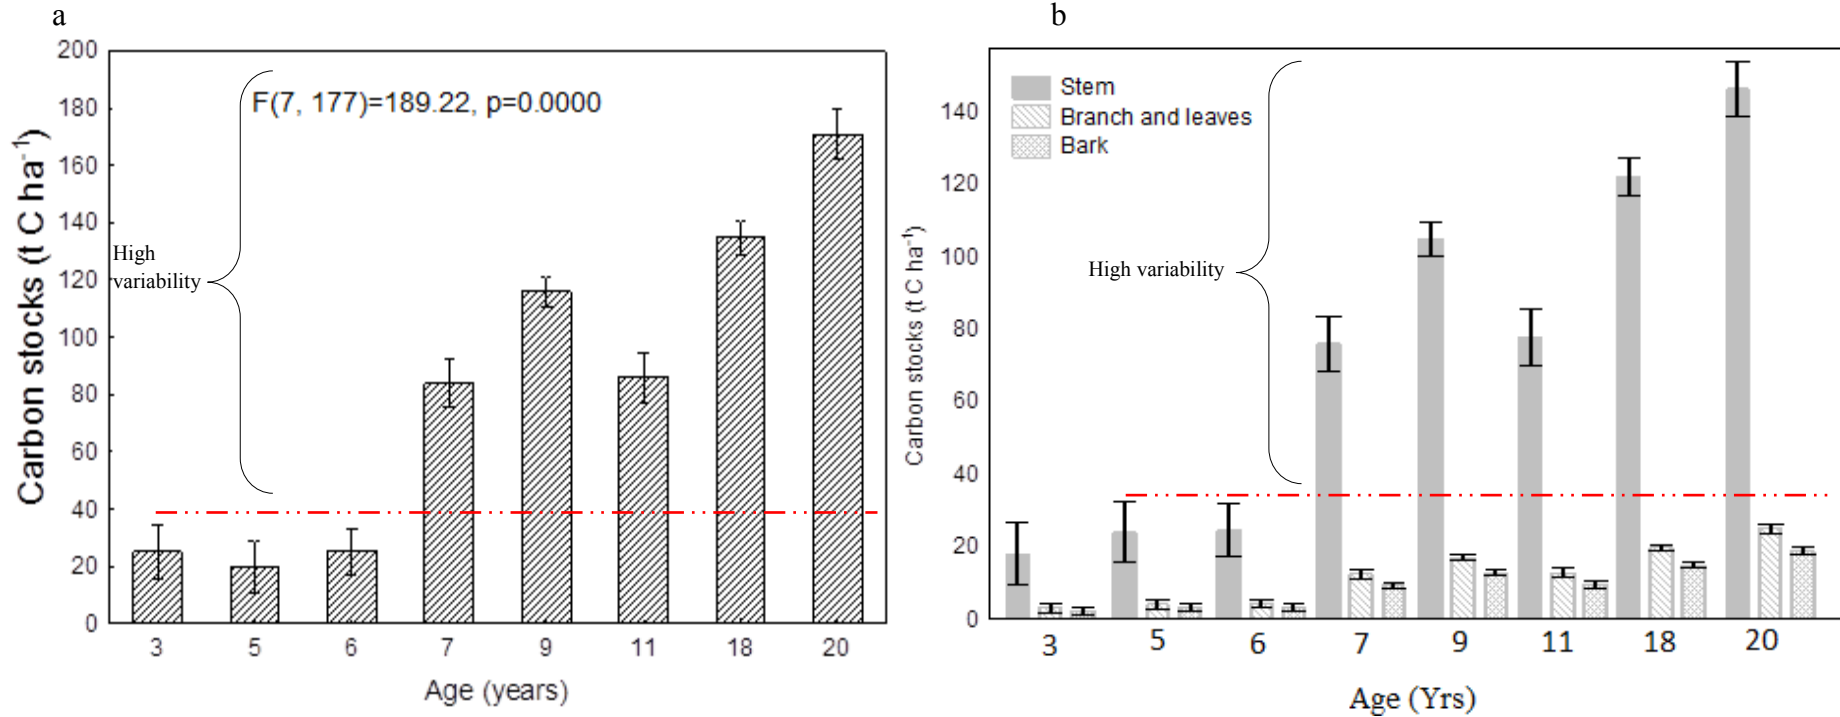 a
200
180
160
140
120
100
80
60
40
20
0
Carbon stocks (t C ha⁻¹)
F(7, 177)=189.22, p=0.0000
High
variability
3 5 6 7 9 11 18 20
Age (years)
b
Stem
Branch and leaves
Bark
140
120
100
80
60
40
20
0
Carbon stocks (t C ha⁻¹)
High variability
3 5 6 7 9 11 18 20
Age (Yrs)